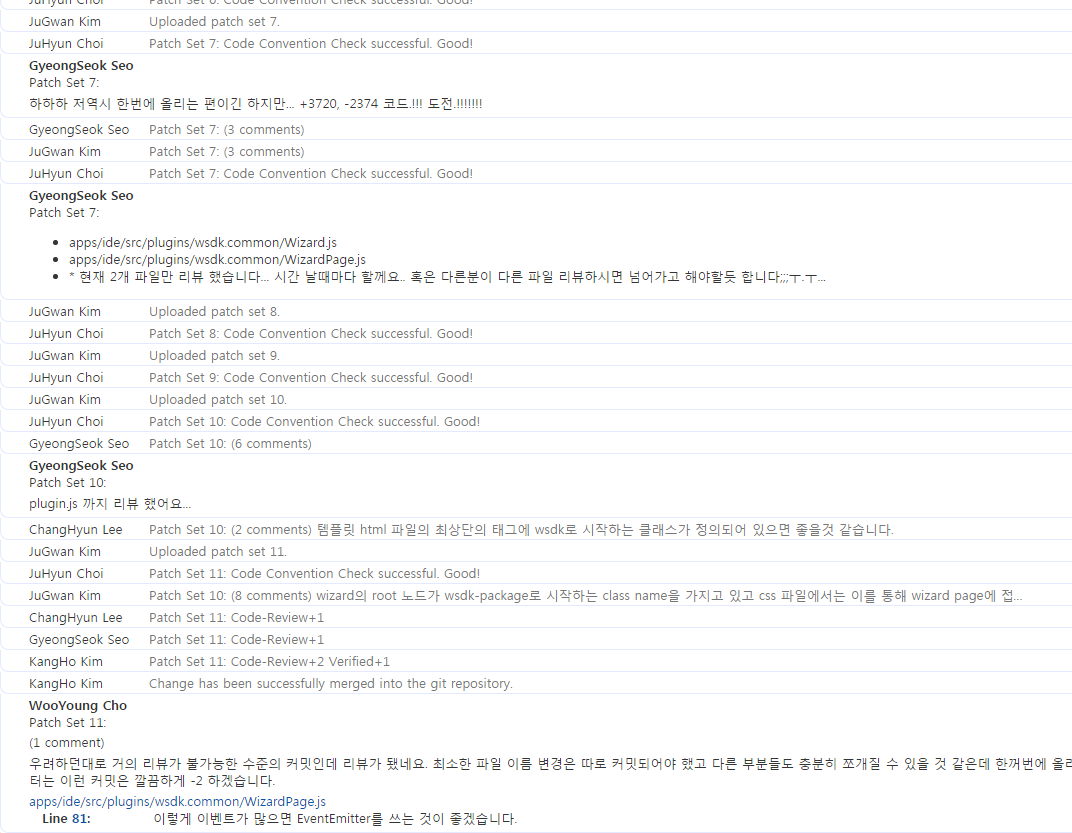 JuHyun Choi Patch Set 6: Code Convention Check successful. Good!
JuGwan Kim Uploaded patch set 7.
JuHyun Choi Patch Set 7: Code Convention Check successful. Good!
GyeongSeok Seo
Patch Set 7:
하하하 저역시 한번에 올리는 편이긴 하지만... +3720, -2374 코드.!!! 도전.!!!!!!!
GyeongSeok Seo Patch Set 7: (3 comments)
JuGwan Kim Patch Set 7: (3 comments)
JuHyun Choi Patch Set 7: Code Convention Check successful. Good!
GyeongSeok Seo
Patch Set 7:
• apps/ide/src/plugins/wsdk.common/Wizard.js
• apps/ide/src/plugins/wsdk.common/WizardPage.js
• * 현재 2개 파일만 리뷰 했습니다... 시간 날때마다 할께요.. 혹은 다른분이 다른 파일 리뷰하시면 넘어가고 해야할듯 합니다;;;ㅜ.ㅜ...
JuGwan Kim Uploaded patch set 8.
JuHyun Choi Patch Set 8: Code Convention Check successful. Good!
JuGwan Kim Uploaded patch set 9.
JuHyun Choi Patch Set 9: Code Convention Check successful. Good!
JuGwan Kim Uploaded patch set 10.
JuHyun Choi Patch Set 10: Code Convention Check successful. Good!
GyeongSeok Seo Patch Set 10: (6 comments)
GyeongSeok Seo
Patch Set 10:
plugin.js 까지 리뷰 했어요...
ChangHyun Lee Patch Set 10: (2 comments) 템플릿 html 파일의 최상단의 태그에 wsdk로 시작하는 클래스가 정의되어 있으면 좋을것 같습니다.
JuGwan Kim Uploaded patch set 11.
JuHyun Choi Patch Set 11: Code Convention Check successful. Good!
JuGwan Kim Patch Set 10: (8 comments) wizard의 root 노드가 wsdk-package로 시작하는 class name을 가지고 있고 css 파일에서는 이를 통해 wizard page에 접...
ChangHyun Lee Patch Set 11: Code-Review+1
GyeongSeok Seo Patch Set 11: Code-Review+1
KangHo Kim Patch Set 11: Code-Review+2 Verified+1
KangHo Kim Change has been successfully merged into the git repository.
WooYoung Cho
Patch Set 11:
(1 comment)
우려하던대로 거의 리뷰가 불가능한 수준의 커밋인데 리뷰가 됐네요. 최소한 파일 이름 변경은 따로 커밋되어야 했고 다른 부분들도 충분히 쪼개질 수 있을 것 같은데 한꺼번에 올리
터는 이런 커밋은 깔끔하게 -2 하겠습니다.
apps/ide/src/plugins/wsdk.common/WizardPage.js
Line 81: 이렇게 이벤트가 많으면 EventEmitter를 쓰는 것이 좋겠습니다.